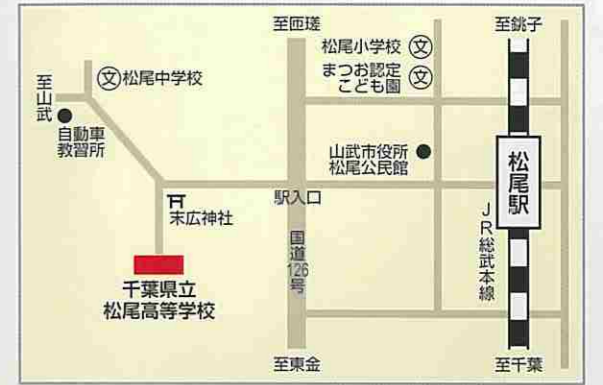 至匝瑳
至銚子
松尾小学校
文
まつお認定
こども園
文
文
松尾中学校
至山武
自動車
教習所
山武市役所
松尾公民館
松尾駅
駅入口
末広神社
JR総武本線
国道126号
千葉県立
松尾高等学校
至東金
至千葉